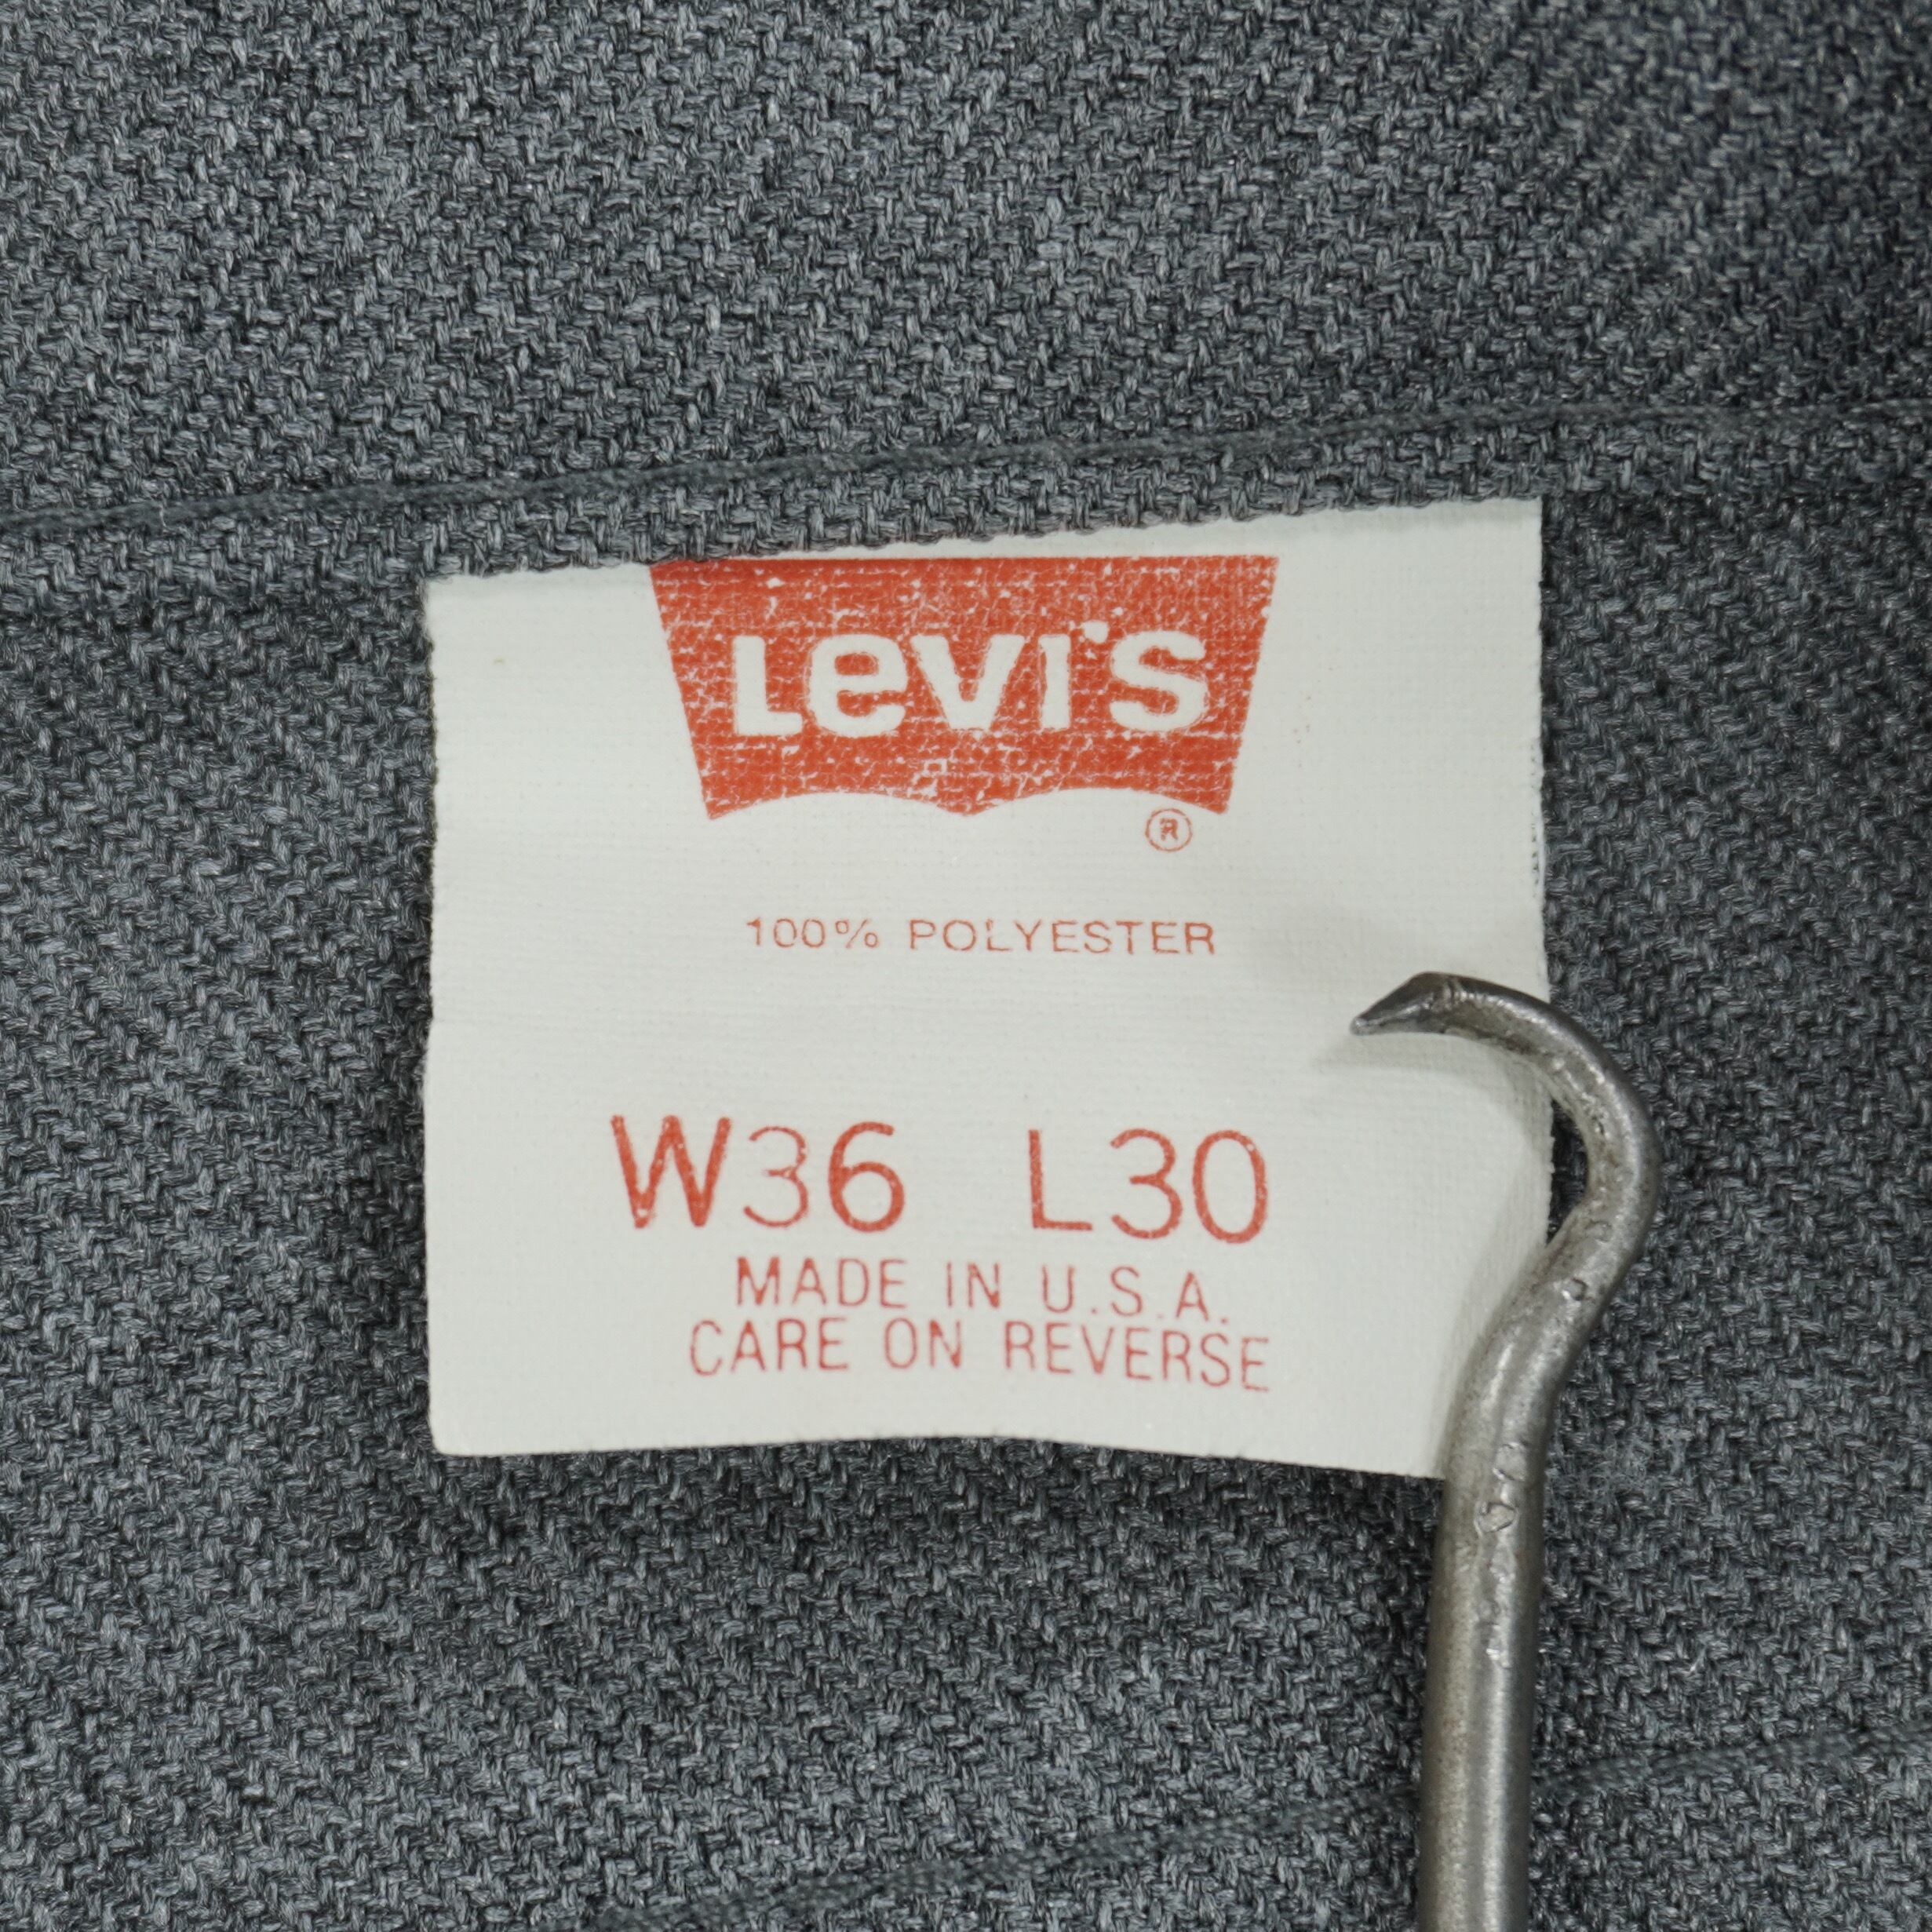 Levi's
®
100% POLYESTER
W36 L30
MADE IN U.S.A.
CARE ON REVERSE